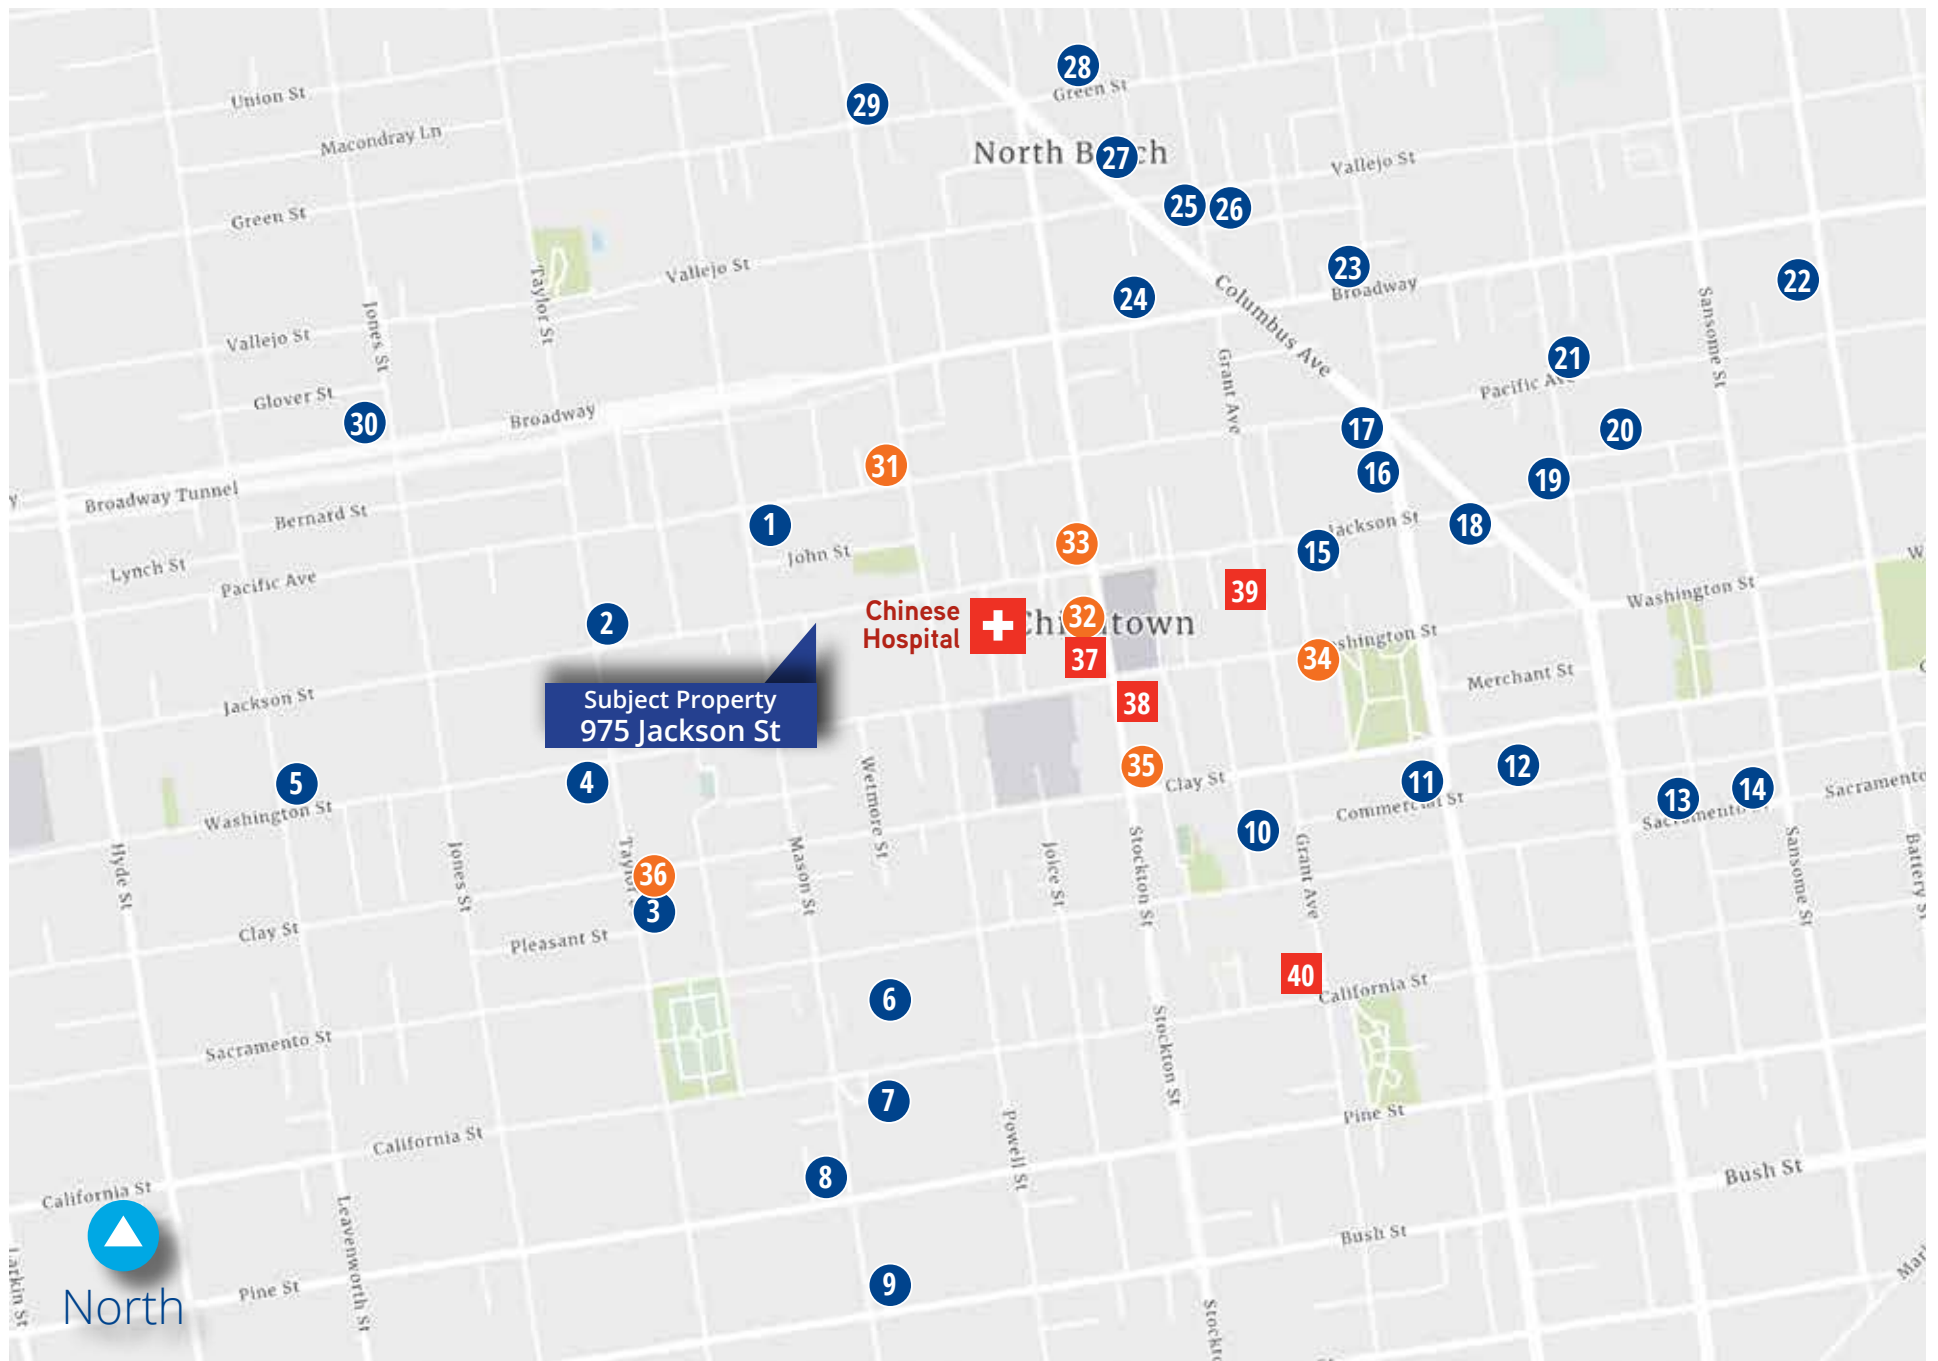 28
Green St
Union St
29
Macondray Ln
North B ch
27
Vallejo St
Green St
25
26
Taylor St
Vallejo St
23
22
24
Broadway
Columbus Ave
Sansome St
Vallejo St
Jones St
Grant Ave
21
Pacific Ave
Glover St
Broadway
30
17
20
31
16
19
Broadway Tunnel
Bernard St
1
18
Jackson St
John St
33
15
Lynch St
Pacific Ave
39
Washington St
Chinese
Hospital
32
Ch town
2
shington St
37
34
Merchant St
Subject Property
975 Jackson St
Jackson St
38
35
Clay St
5
4
11
12
14
13
Sacramento
Commercial St
Sacramento St
Washington St
10
Wetmore St
Hyde St
Jones St
Taylor
Mason St
Joice St
Stockton St
Grant Ave
Sansome St
Battery St
36
3
Clay St
Pleasant St
40
California St
6
Sacramento St
Stockton St
7
Pine St
California St
Powell St
8
Bush St
California St
Leavenworth St
Bush St
Larkin St
9
Pine St
North
Stockt
Mar